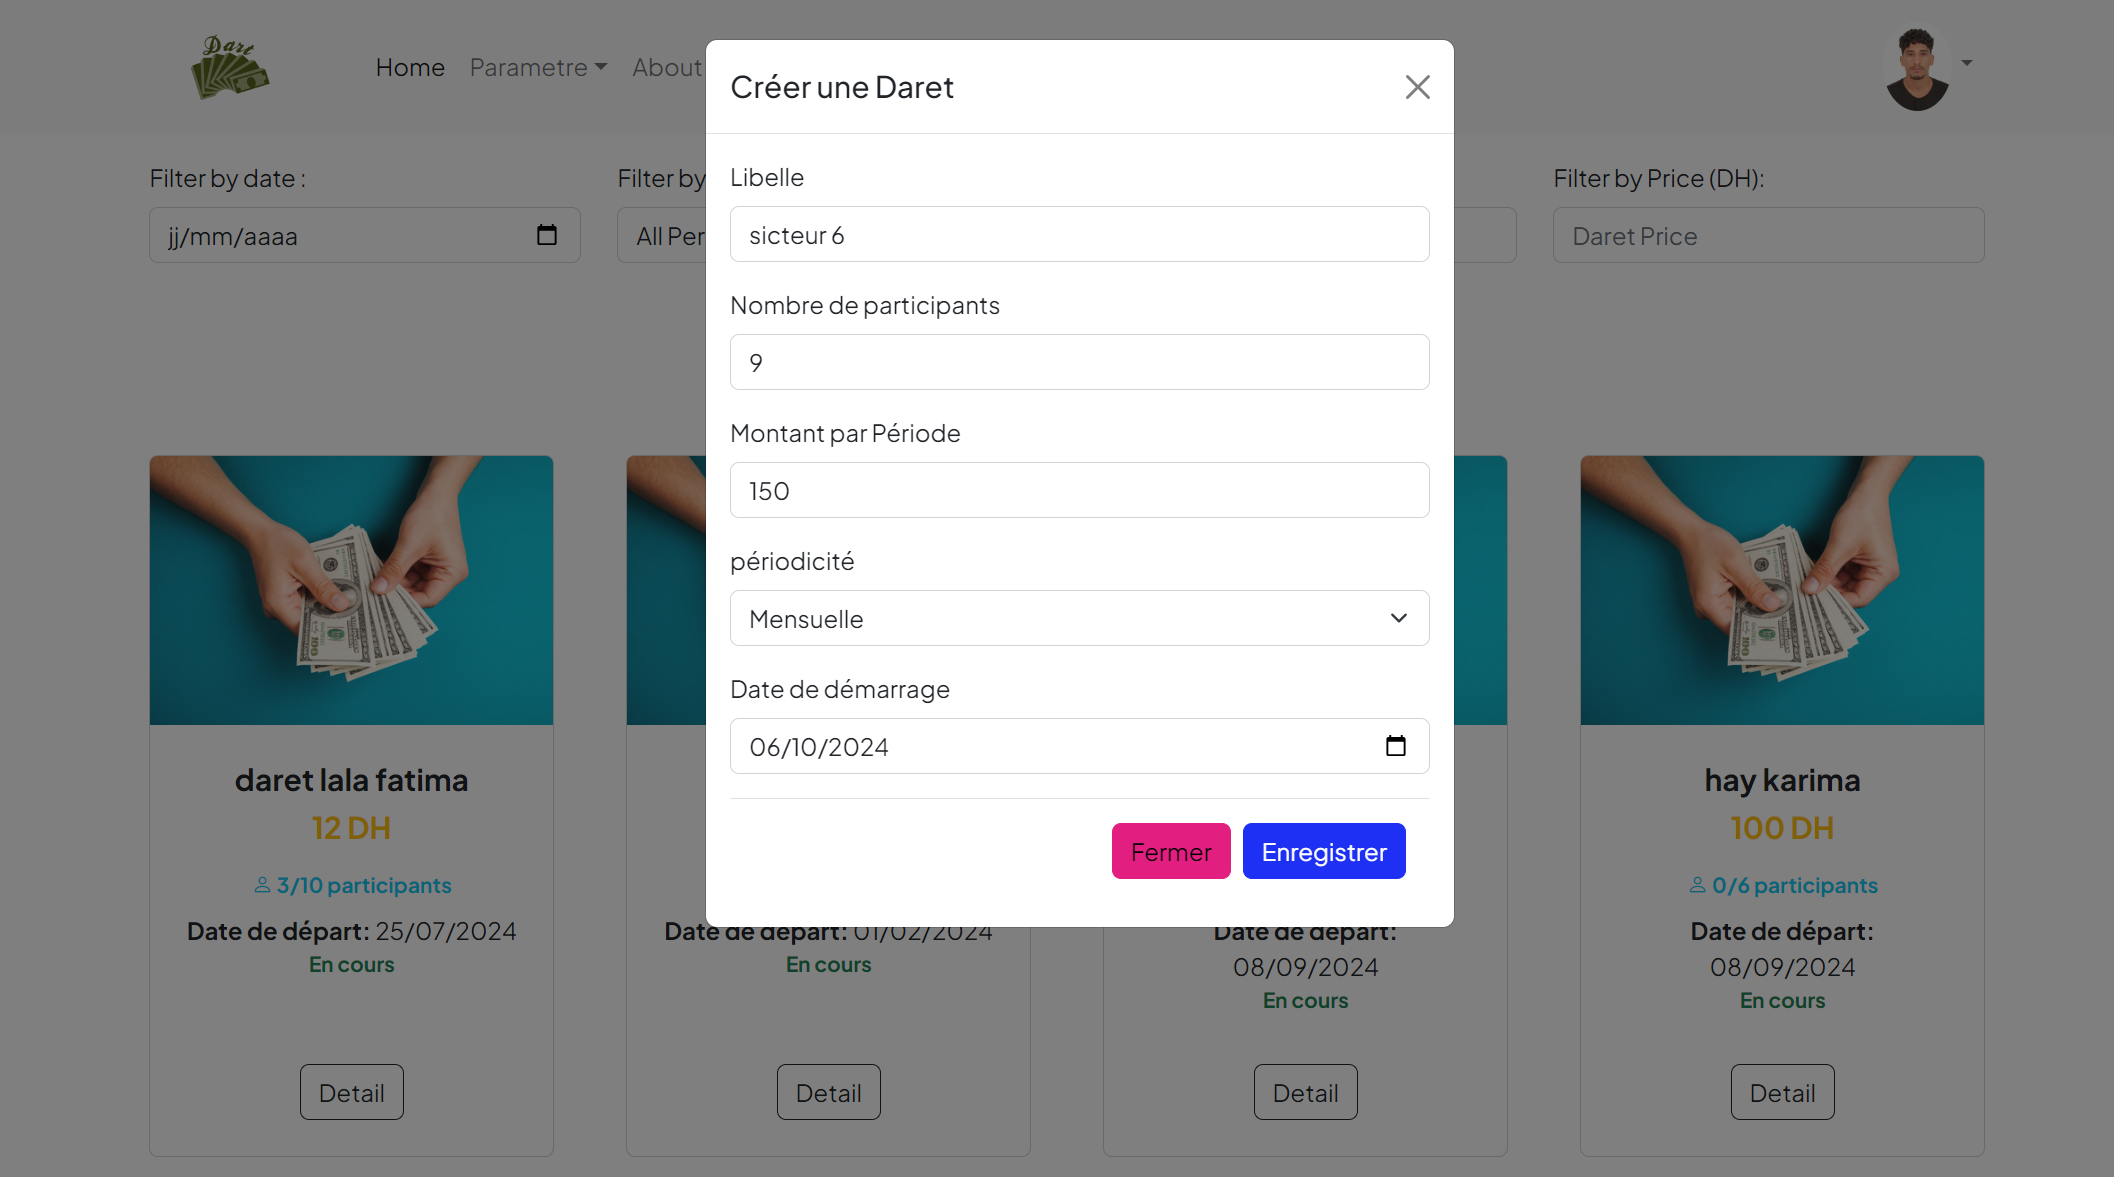 Dart
Home Parametre About
Créer une Daret
Filter by date :
jj/mm/aaaa
Filter by
All Per
Filter by Price (DH):
Daret Price
Libelle
sicteur 6
Nombre de participants
9
Montant par Période
150
périodicité
Mensuelle
Date de démarrage
06/10/2024
Fermer Enregistrer
daret lala fatima
12 DH
3/10 participants
Date de départ: 25/07/2024
En cours
Detail
Date de départ: 01/02/2024
En cours
Detail
Date de départ:
08/09/2024
En cours
Detail
hay karima
100 DH
0/6 participants
Date de départ:
08/09/2024
En cours
Detail